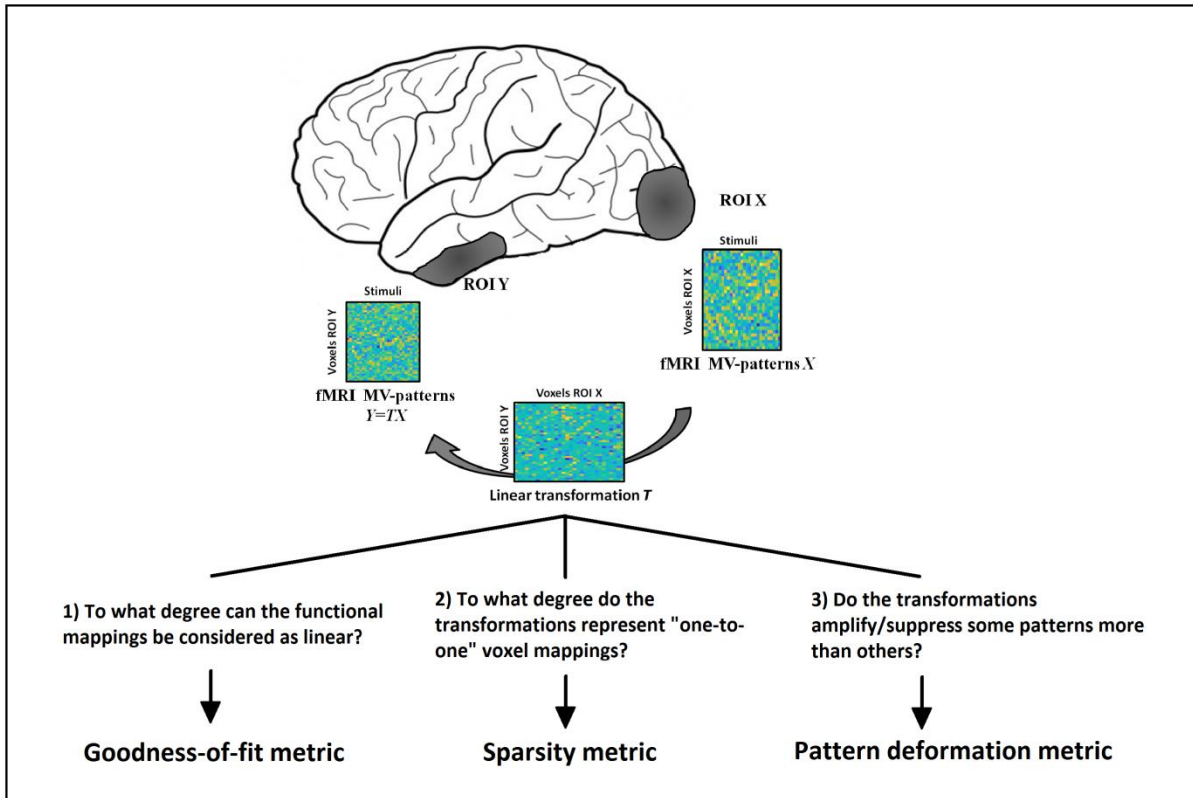 ROI X
Stimuli
Voxels ROI X
fMRI MV-patterns X
ROI Y
Stimuli
Voxels ROI Y
fMRI MV-patterns
Y=TX
Voxels ROI X
Voxels ROI Y
Linear transformation T
1) To what degree can the functional
mappings be considered as linear?
Goodness-of-fit metric
2) To what degree do the
transformations represent "one-to-
one" voxel mappings?
Sparsity metric
3) Do the transformations
amplify/suppress some patterns more
than others?
Pattern deformation metric